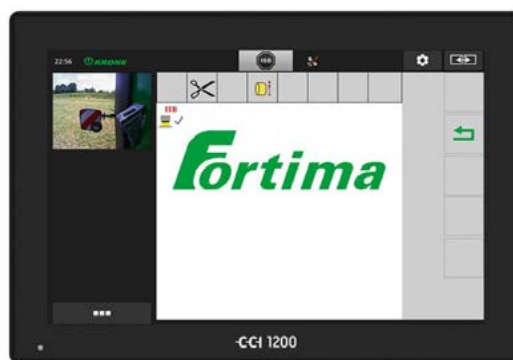 22:56 KRONE
ISO
ISB
Fortima
CCI 1200